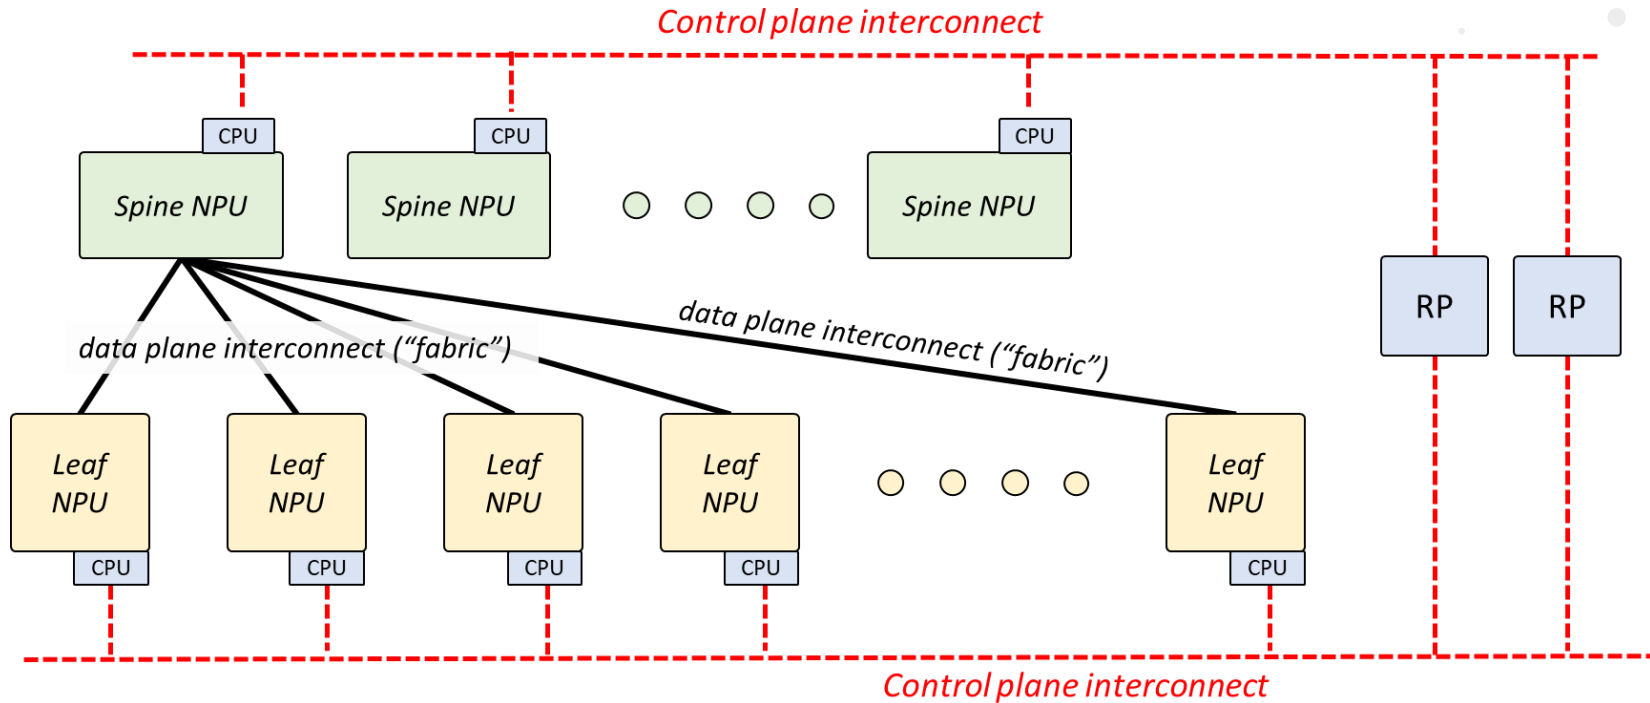 Control plane interconnect
CPU
CPU
CPU
Spine NPU
Spine NPU
Spine NPU
RP
RP
data plane interconnect (“fabric”)
data plane interconnect (“fabric”)
Leaf
NPU
Leaf
NPU
Leaf
NPU
Leaf
NPU
Leaf
NPU
CPU
CPU
CPU
CPU
CPU
Control plane interconnect